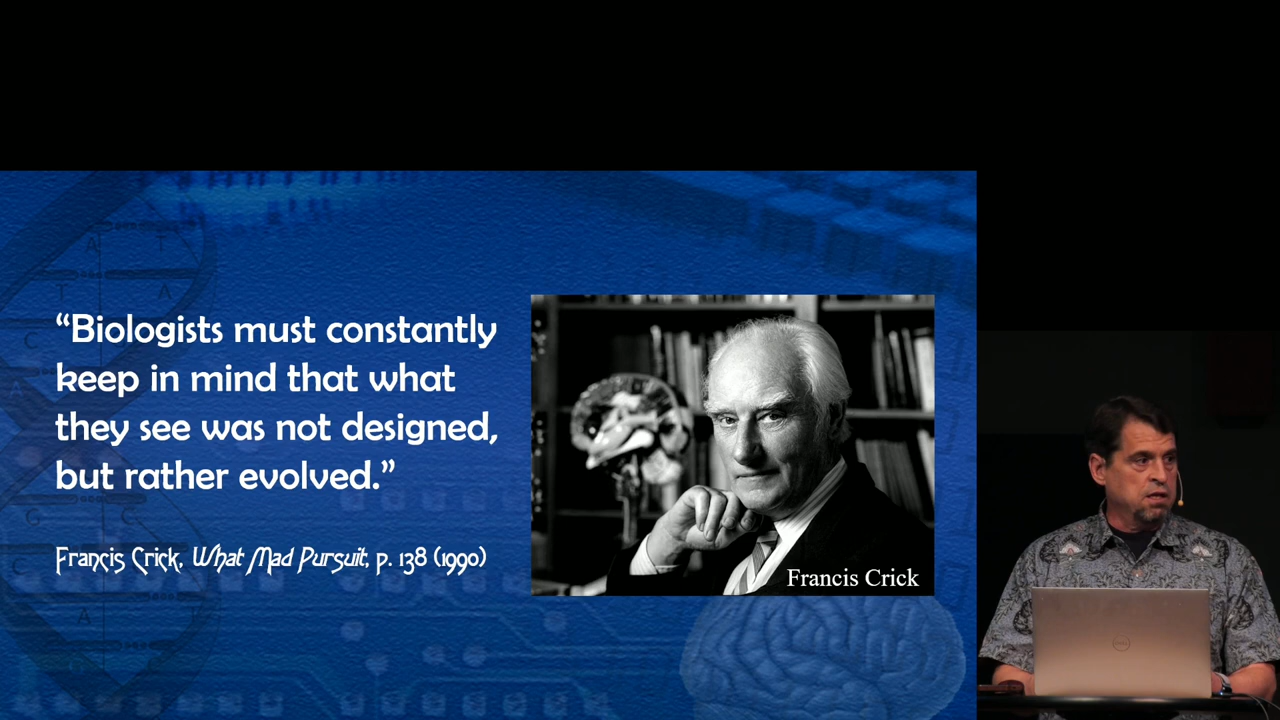 “Biologists must constantly
keep in mind that what
they see was not designed,
but rather evolved.”
Francis Crick, What Mad Pursuit, p. 138 (1990)
Francis Crick
A
T
T
A
C
G
C
A
DELL